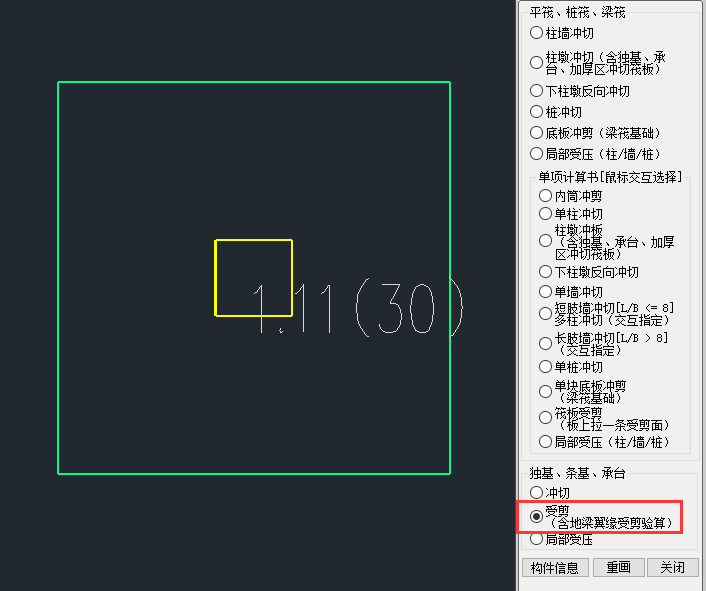 1.11(30)
平筏、桩筏、梁筏
柱墙冲切
柱墩冲切（含独基、承
台、加厚区冲切筏板）
下柱墩反向冲切
桩冲切
底板冲剪（梁筏基础）
局部受压（柱/墙/桩）
单项计算书[鼠标交互选择]
内筒冲剪
单柱冲切
柱墩冲板
（含独基、承台、加厚
区冲切筏板）
下柱墩反向冲切
单墙冲切
短肢墙冲切[L/B <= 8]
多柱冲切（交互指定）
长肢墙冲切[L/B > 8]
（交互指定）
单桩冲切
单块底板冲剪
（梁筏基础）
筏板受剪
（板上拉一条受剪面）
局部受压（柱/墙/桩）
独基、条基、承台
冲切
受剪
（含地梁翼缘受剪验算）
局部受压
构件信息
重画
关闭